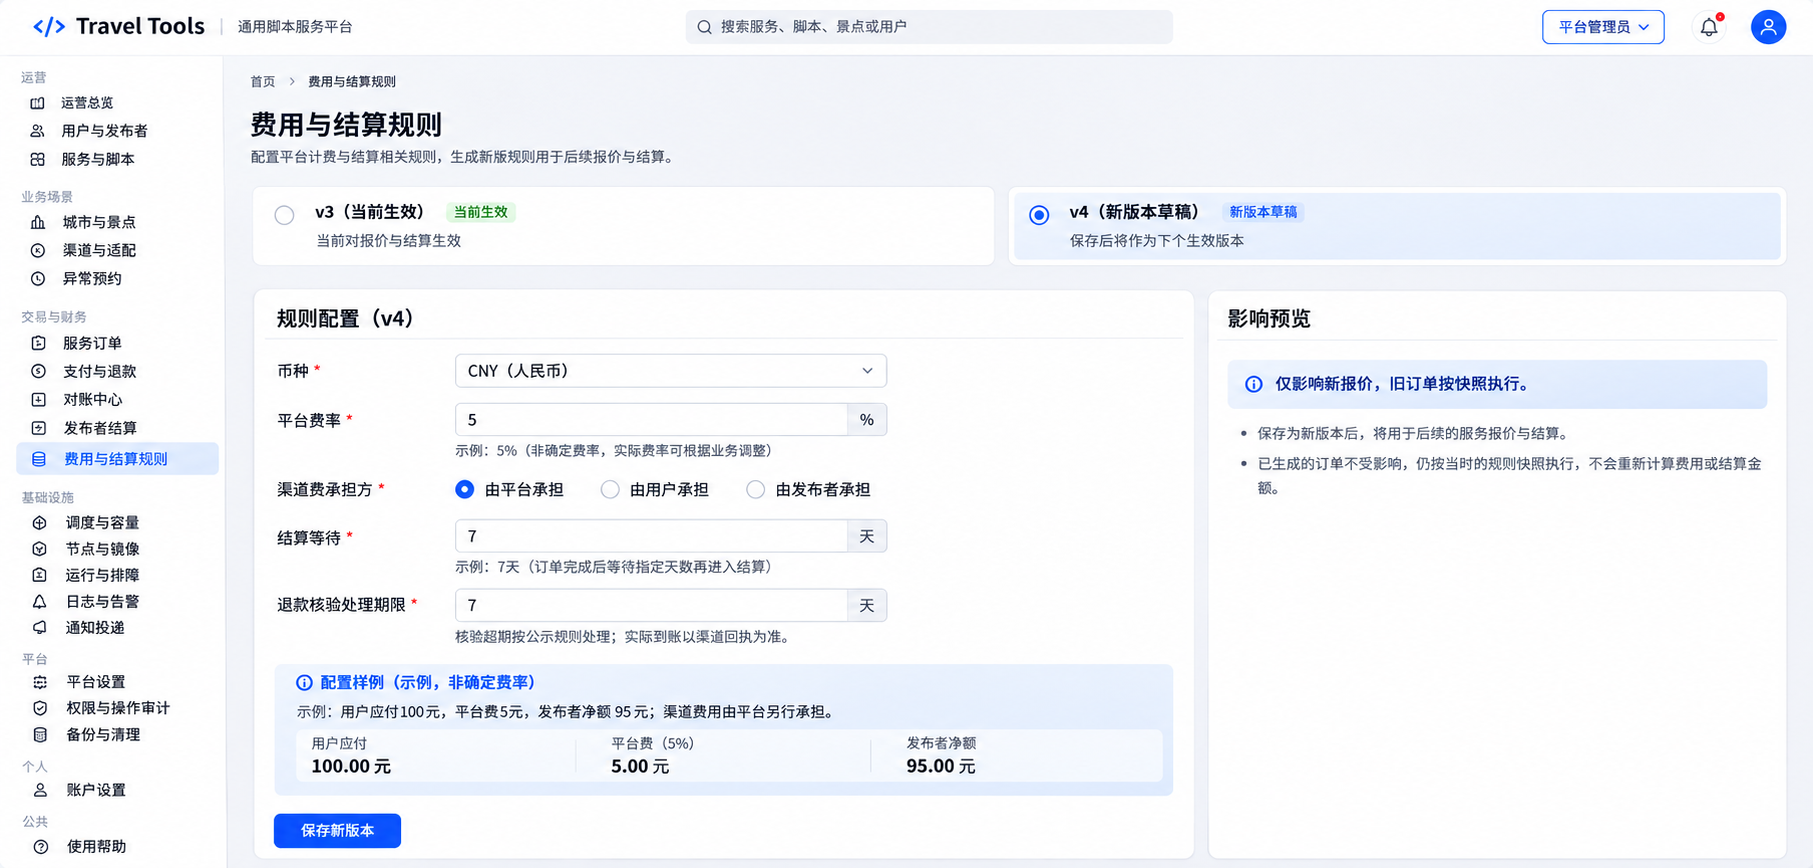 </> Travel Tools
通用脚本服务平台
搜索服务、脚本、景点或用户
平台管理员
运营
运营总览
用户与发布者
服务与脚本
业务场景
城市与景点
渠道与适配
异常预约
交易与财务
服务订单
支付与退款
对账中心
发布者结算
费用与结算规则
基础设施
调度与容量
节点与镜像
运行与排障
日志与告警
通知投递
平台
平台设置
权限与操作审计
备份与清理
个人
账户设置
公共
使用帮助
首页 > 费用与结算规则
费用与结算规则
配置平台计费与结算相关规则，生成新版规则用于后续报价与结算。
v3（当前生效） 当前生效
当前对报价与结算生效
v4（新版本草稿） 新版本草稿
保存后将作为下个生效版本
规则配置（v4）
币种 * CNY（人民币）
平台费率 * 5 %
示例：5%（非确定费率，实际费率可根据业务调整）
渠道费承担方 * 由平台承担 由用户承担 由发布者承担
结算等待 * 7 天
示例：7天（订单完成后等待指定天数再进入结算）
退款核验处理期限 * 7 天
核验超期按公示规则处理；实际到账以渠道回执为准。
配置样例（示例，非确定费率）
示例：用户应付100元，平台费5元，发布者净额 95 元；渠道费用由平台另行承担。
用户应付 平台费（5%） 发布者净额
100.00 元 5.00 元 95.00 元
保存新版本
影响预览
仅影响新报价，旧订单按快照执行。
• 保存为新版本后，将用于后续的服务报价与结算。
• 已生成的订单不受影响，仍按当时的规则快照执行，不会重新计算费用或结算金
额。